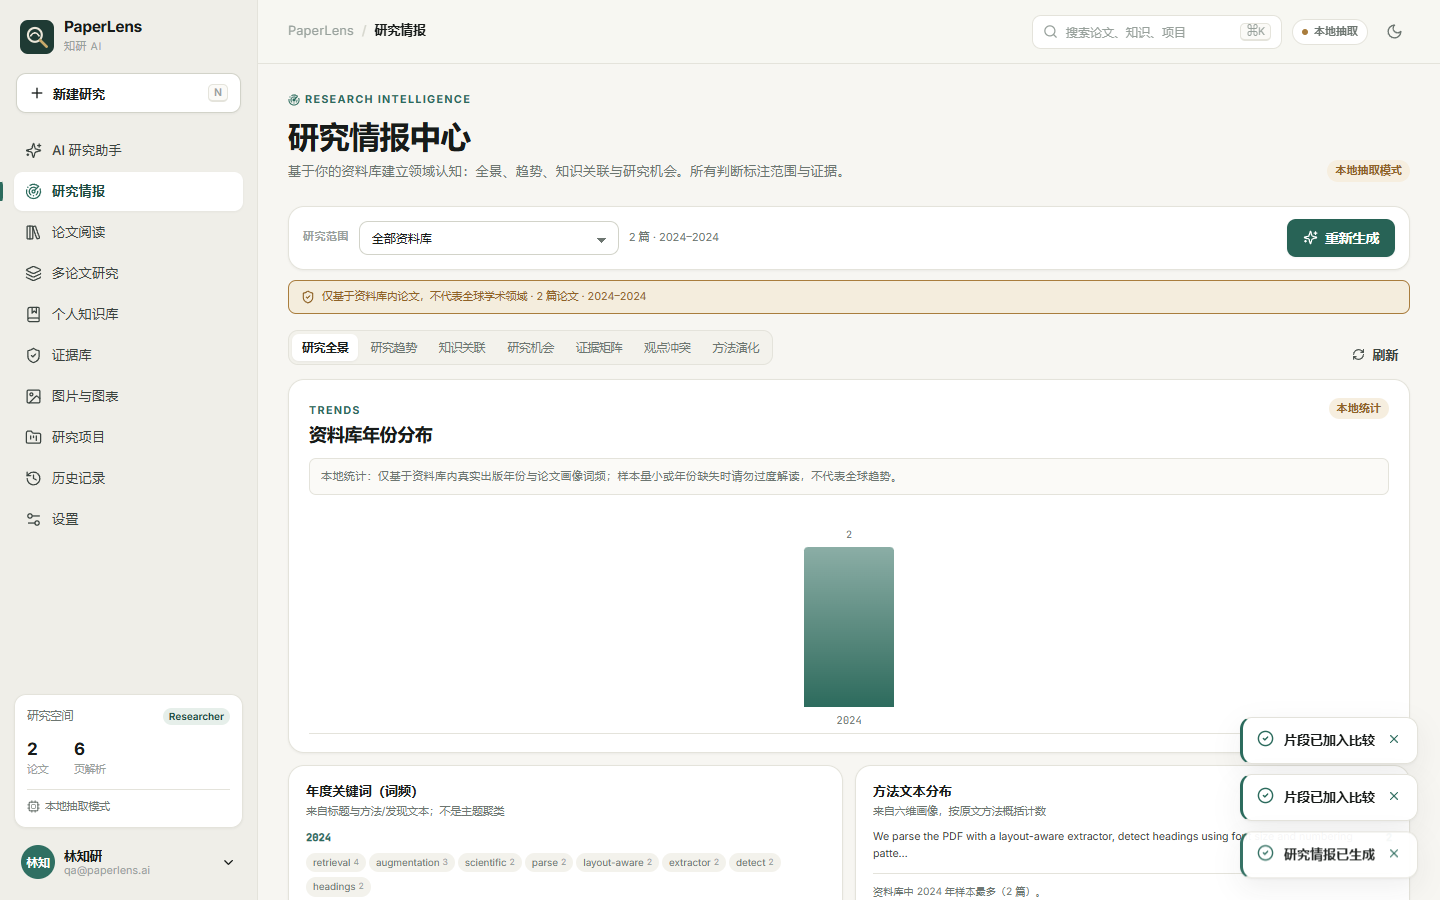 PaperLens
知研 AI
新建研究 N
AI 研究助手
研究情报
论文阅读
多论文研究
个人知识库
证据库
图片与图表
研究项目
历史记录
设置
研究空间 Researcher
2 6
论文 页解析
本地抽取模式
林知 林知研
qa@paperlens.ai
PaperLens / 研究情报
搜索论文、知识、项目 ⌘K
本地抽取
RESEARCH INTELLIGENCE
研究情报中心
基于你的资料库建立领域认知：全景、趋势、知识关联与研究机会。所有判断标注范围与证据。
本地抽取模式
研究范围 全部资料库 2 篇 · 2024–2024
重新生成
仅基于资料库内论文，不代表全球学术领域 · 2 篇论文 · 2024–2024
研究全景 研究趋势 知识关联 研究机会 证据矩阵 观点冲突 方法演化
刷新
TRENDS
本地统计
资料库年份分布
本地统计：仅基于资料库内真实出版年份与论文画像词频；样本量小或年份缺失时请勿过度解读，不代表全球趋势。
2
2024
年度关键词（词频）
来自标题与方法/发现文本；不是主题聚类
2024
retrieval 4 augmentation 3 scientific 2 parse 2 layout-aware 2 extractor 2 detect 2
headings 2
方法文本分布
来自六维画像，按原文方法概括计数
We parse the PDF with a layout-aware extractor, detect headings using
patte...
资料库中 2024 年样本最多（2 篇）。
片段已加入比较
片段已加入比较
研究情报已生成